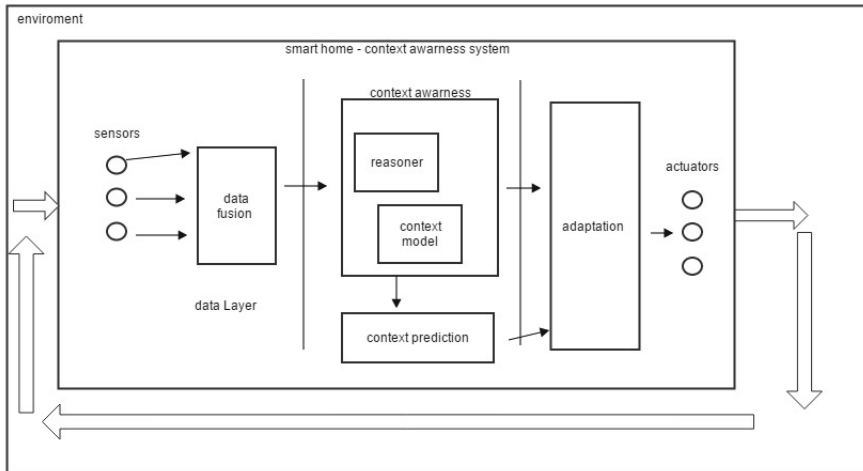 enviroment
smart home - context awarness system
context awarness
sensors
reasoner
actuators
data
fusion
context
model
adaptation
data Layer
context prediction